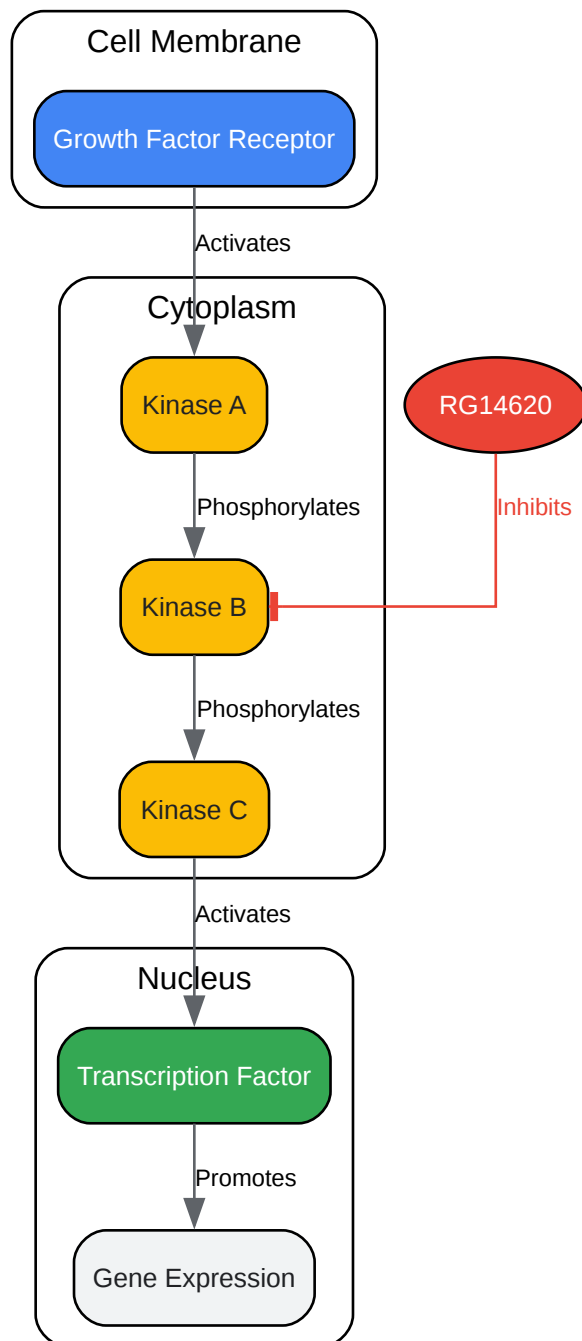 Cell Membrane
Growth Factor Receptor
Activates
Cytoplasm
Kinase A
RG14620
Phosphorylates
Inhibits
Kinase B
Phosphorylates
Kinase C
Activates
Nucleus
Transcription Factor
Promotes
Gene Expression